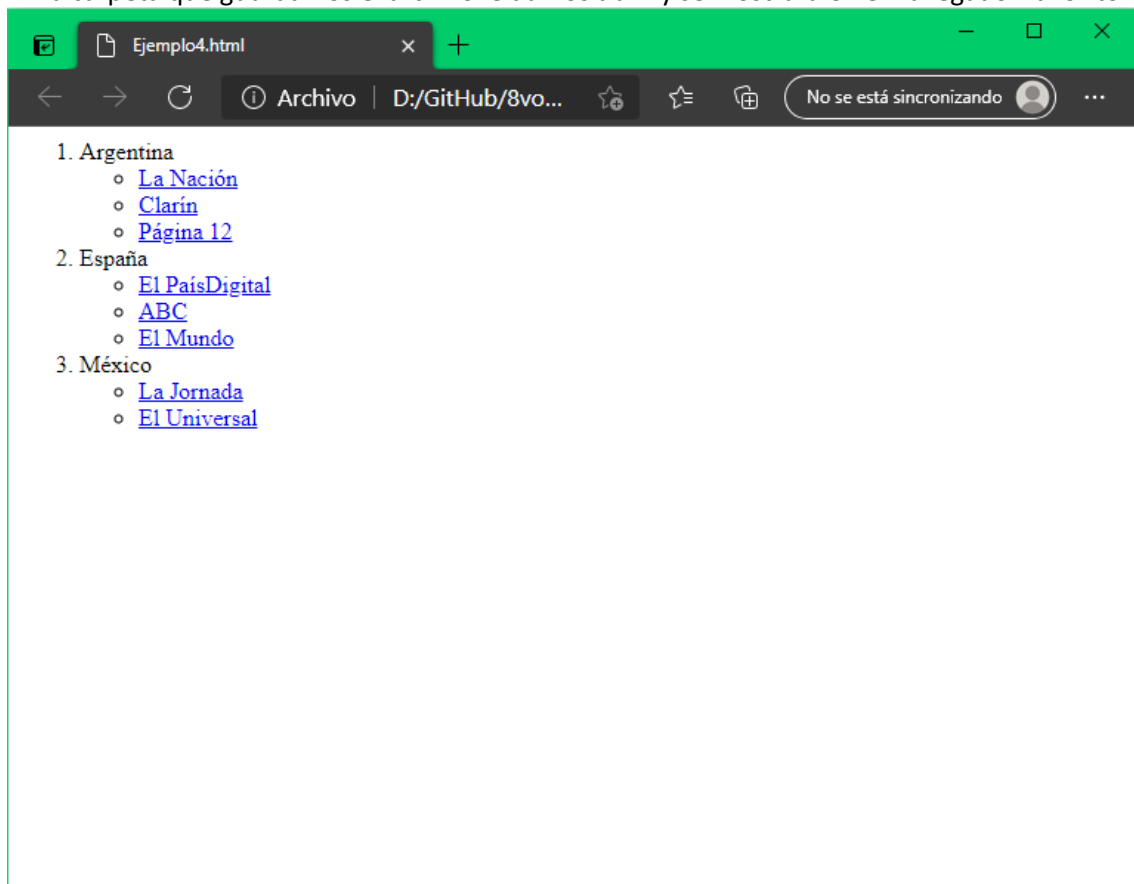 Ejemplo4.html
Archivo | D:/GitHub/8vo...
No se está sincronizando
1. Argentina
La Nación
Clarín
Página 12
2. España
El PaísDigital
ABC
El Mundo
3. México
La Jornada
El Universal